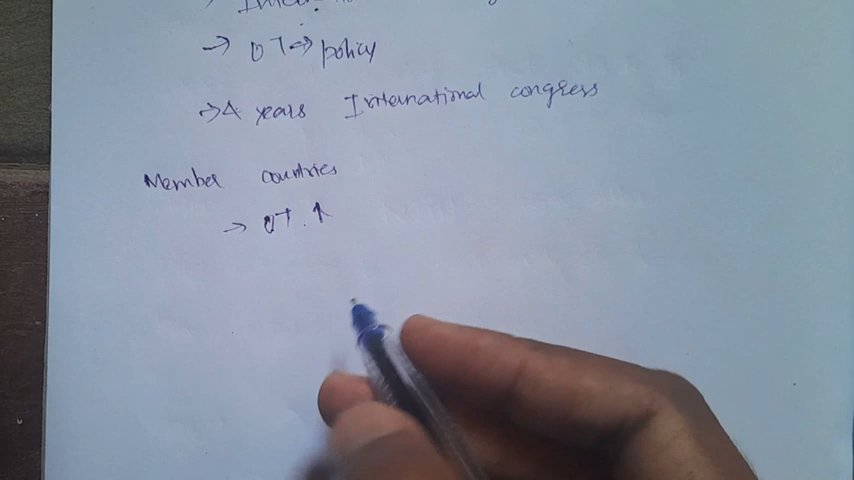 → OT ⇒ policy
→ 4 years International congress
Member countries
→ OT. ↑